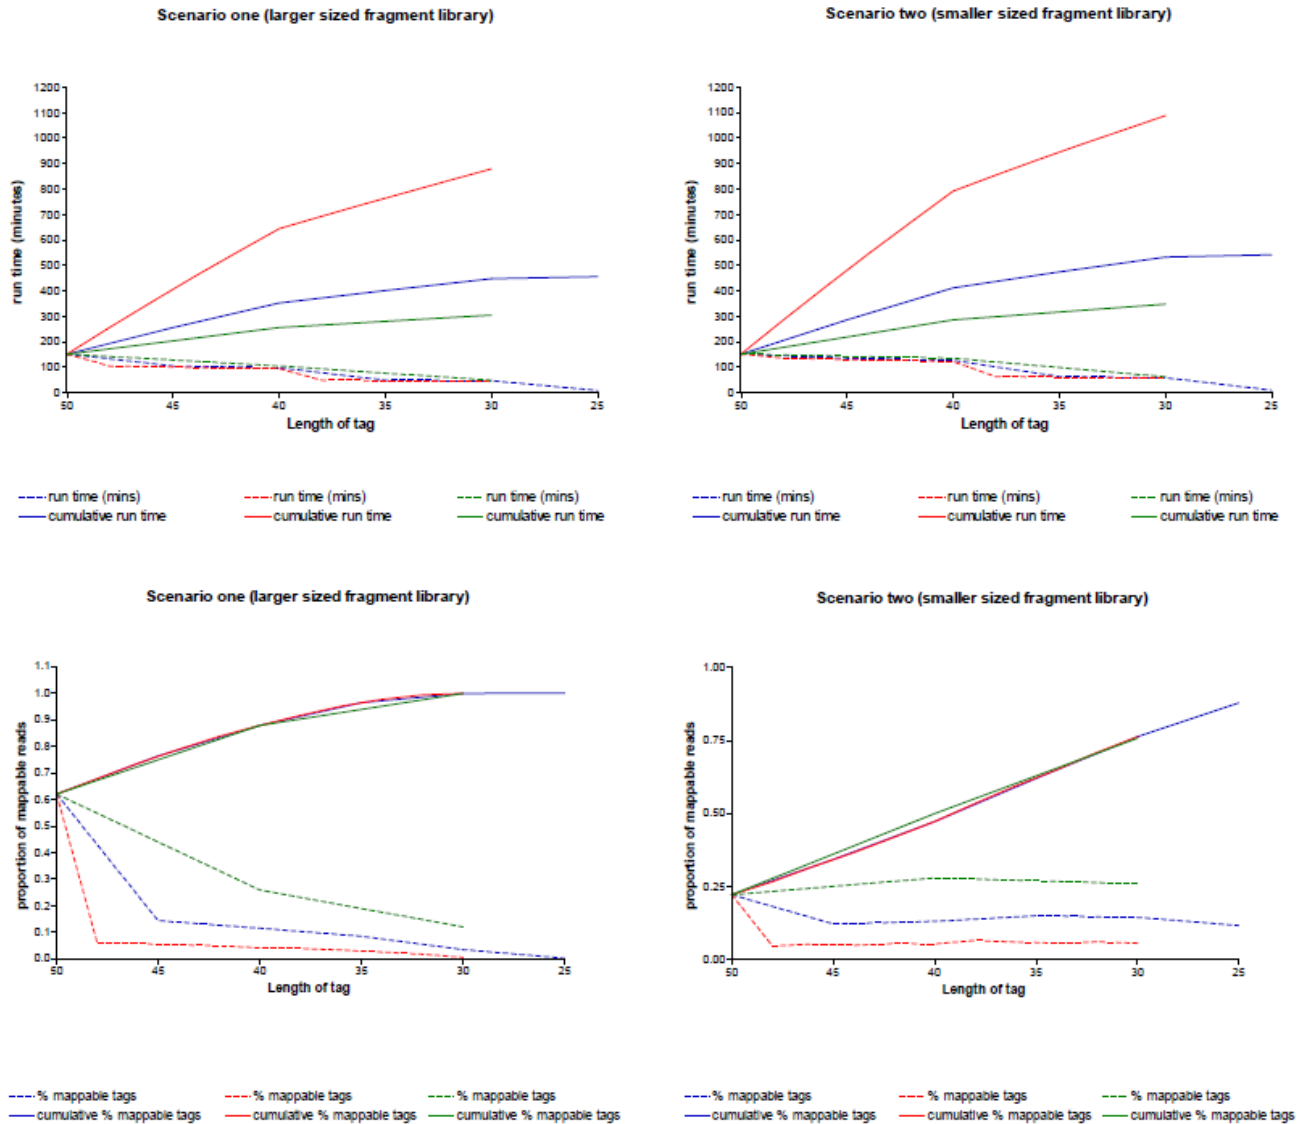 Scenario one (larger sized fragment library)
1200
1100
1000
900
800
700
600
500
400
300
200
100
0
run time (minutes)
50 45 40 35 30 25
Length of tag
run time (mins) run time (mins) run time (mins)
cumulative run time cumulative run time cumulative run time
Scenario two (smaller sized fragment library)
1200
1100
1000
900
800
700
600
500
400
300
200
100
0
run time (minutes)
50 45 40 35 30 25
Length of tag
run time (mins) run time (mins) run time (mins)
cumulative run time cumulative run time cumulative run time
Scenario one (larger sized fragment library)
1.1
1.0
0.9
0.8
0.7
0.6
0.5
0.4
0.3
0.2
0.1
0.0
proportion of mappable reads
50 45 40 35 30 25
Length of tag
% mappable tags % mappable tags % mappable tags
cumulative % mappable tags cumulative % mappable tags cumulative % mappable tags
Scenario two (smaller sized fragment library)
1.00
0.75
0.50
0.25
0.00
proportion of mappable reads
50 45 40 35 30 25
Length of tag
% mappable tags % mappable tags % mappable tags
cumulative % mappable tags cumulative % mappable tags cumulative % mappable tags